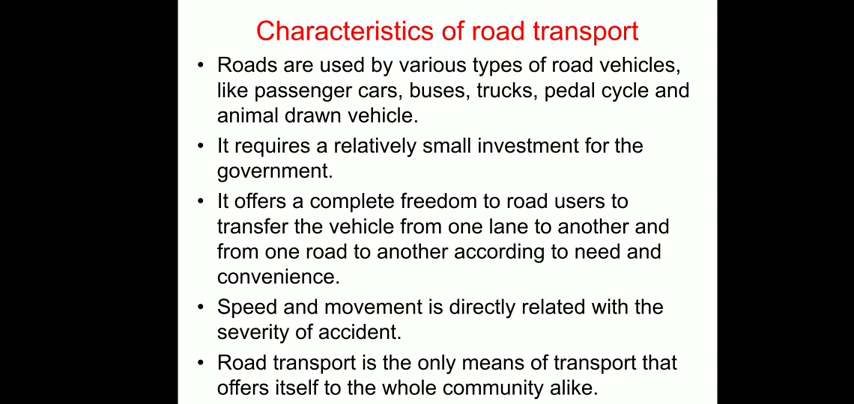 Characteristics of road transport
• Roads are used by various types of road vehicles,
like passenger cars, buses, trucks, pedal cycle and
animal drawn vehicle.
• It requires a relatively small investment for the
government.
• It offers a complete freedom to road users to
transfer the vehicle from one lane to another and
from one road to another according to need and
convenience.
• Speed and movement is directly related with the
severity of accident.
• Road transport is the only means of transport that
offers itself to the whole community alike.